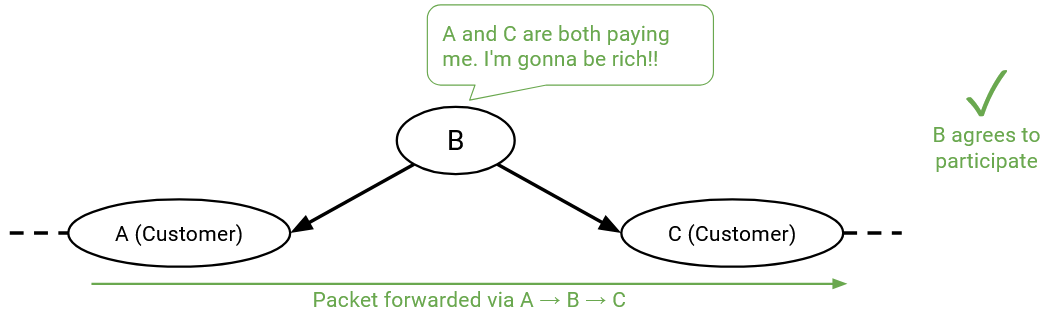 A and C are both paying
me. I'm gonna be rich!!
B
B agrees to
participate
A (Customer)
C (Customer)
Packet forwarded via A → B → C